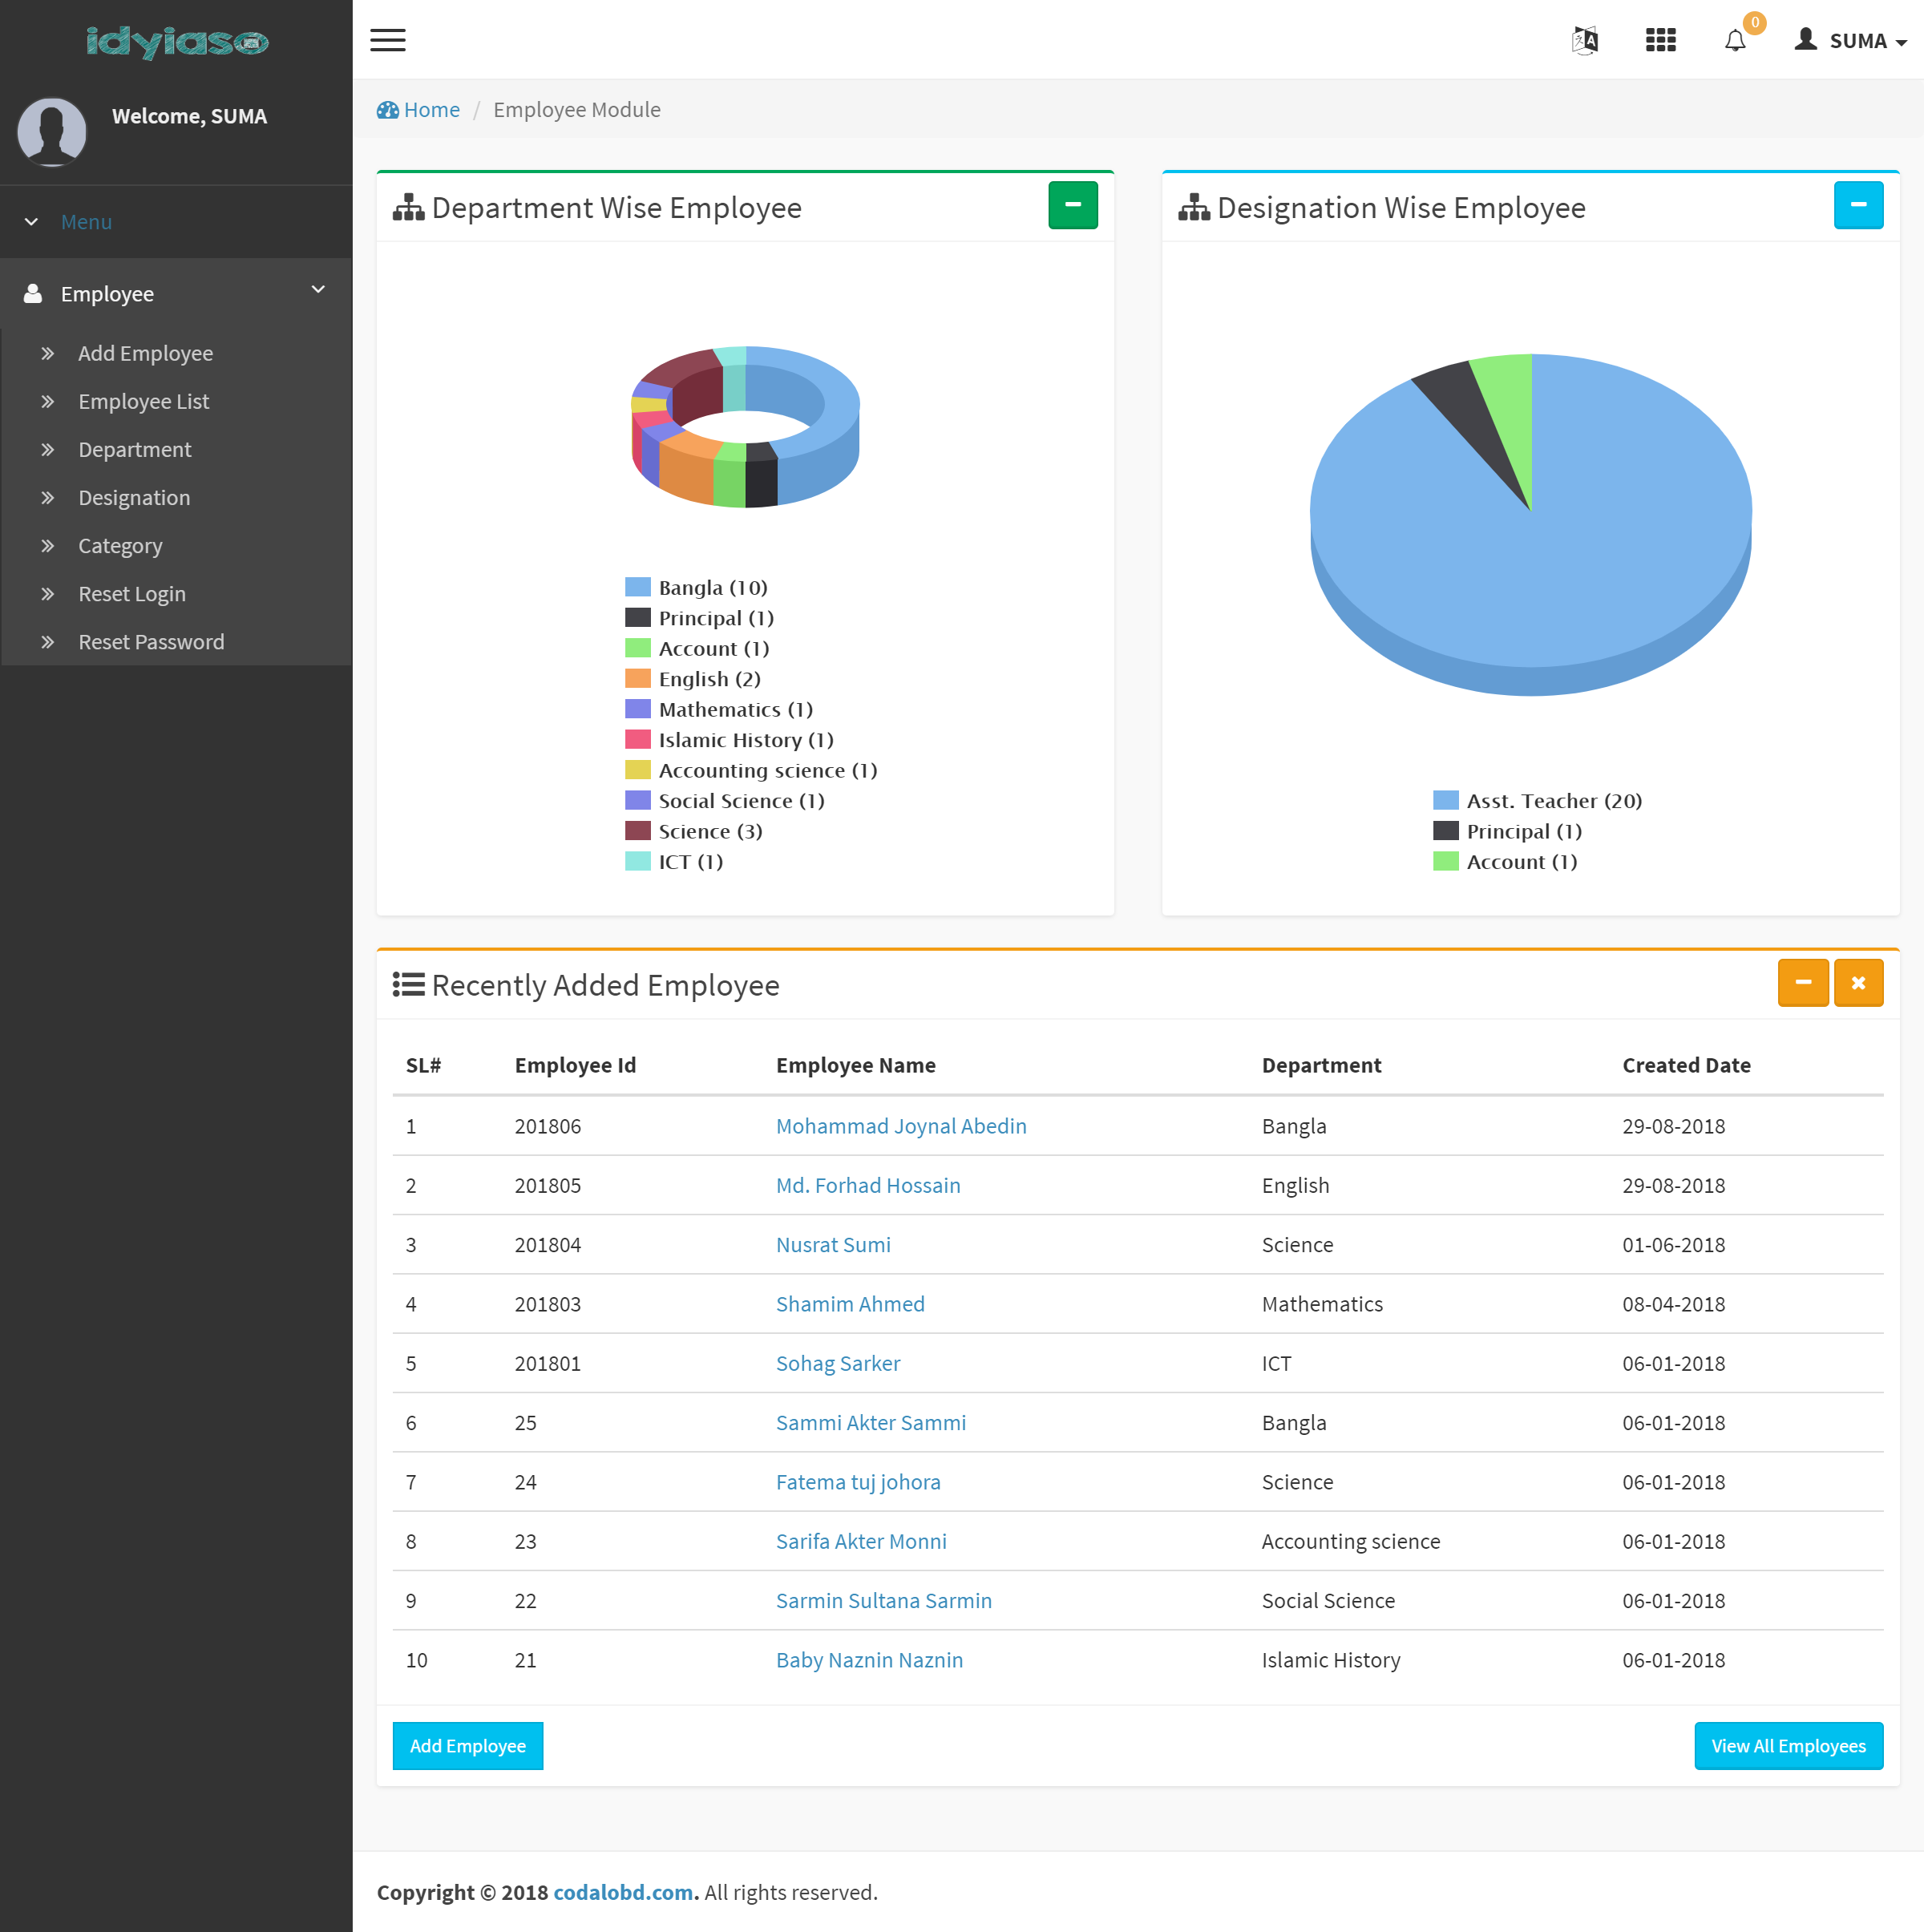 idyiaso
Welcome, SUMA
Menu
Employee
Add Employee
Employee List
Department
Designation
Category
Reset Login
Reset Password
0
SUMA
Home / Employee Module
Department Wise Employee
Bangla (10)
Principal (1)
Account (1)
English (2)
Mathematics (1)
Islamic History (1)
Accounting science (1)
Social Science (1)
Science (3)
ICT (1)
Designation Wise Employee
Asst. Teacher (20)
Principal (1)
Account (1)
Recently Added Employee
SL# Employee Id Employee Name Department Created Date
1 201806 Mohammad Joynal Abedin Bangla 29-08-2018
2 201805 Md. Forhad Hossain English 29-08-2018
3 201804 Nusrat Sumi Science 01-06-2018
4 201803 Shamim Ahmed Mathematics 08-04-2018
5 201801 Sohag Sarker ICT 06-01-2018
6 25 Sammi Akter Sammi Bangla 06-01-2018
7 24 Fatema tuj johora Science 06-01-2018
8 23 Sarifa Akter Monni Accounting science 06-01-2018
9 22 Sarmin Sultana Sarmin Social Science 06-01-2018
10 21 Baby Naznin Naznin Islamic History 06-01-2018
Add Employee View All Employees
Copyright © 2018 codalobd.com. All rights reserved.